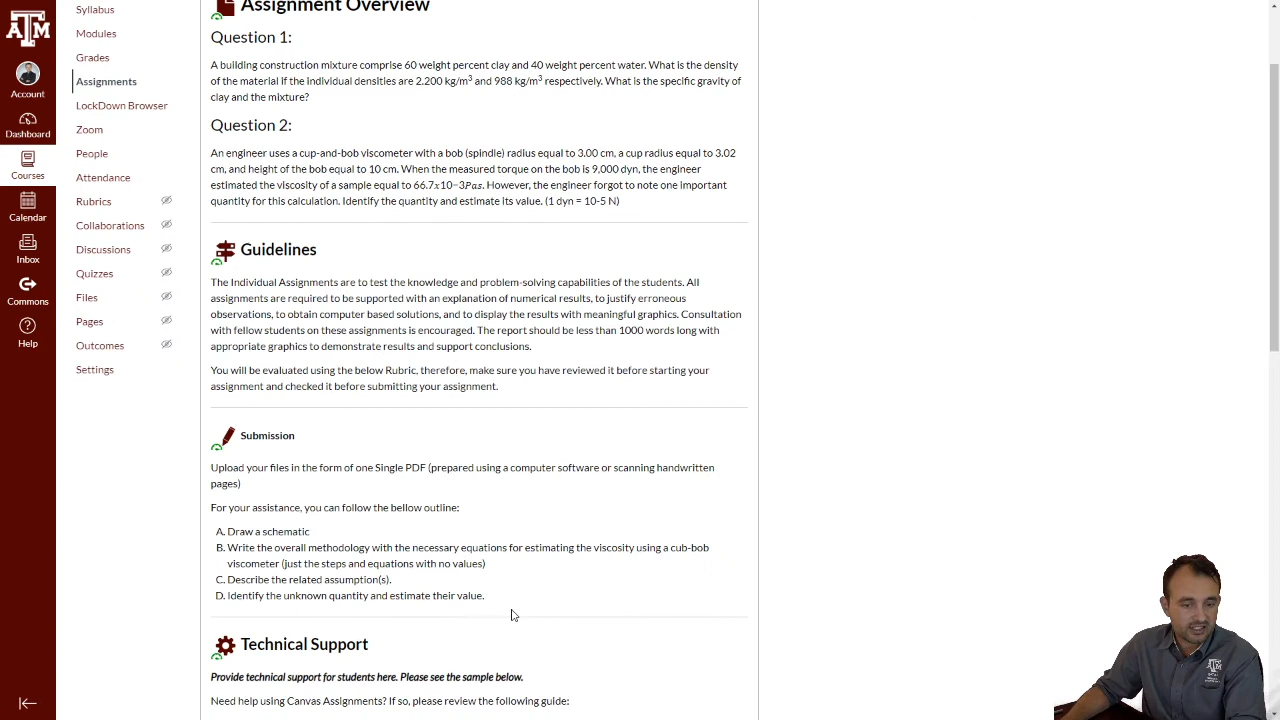 Assignment Overview
Syllabus
Modules
Grades
Assignments
LockDown Browser
Zoom
People
Attendance
Rubrics
Collaborations
Discussions
Quizzes
Files
Pages
Outcomes
Settings
ATM
Account
Dashboard
Courses
Calendar
Inbox
Commons
Help
Question 1:
A building construction mixture comprise 60 weight percent clay and 40 weight percent water. What is the density
of the material if the individual densities are 2.200 kg/m³ and 988 kg/m³ respectively. What is the specific gravity of
clay and the mixture?
Question 2:
An engineer uses a cup-and-bob viscometer with a bob (spindle) radius equal to 3.00 cm, a cup radius equal to 3.02
cm, and height of the bob equal to 10 cm. When the measured torque on the bob is 9,000 dyn, the engineer
estimated the viscosity of a sample equal to 66.7x10−3Pas. However, the engineer forgot to note one important
quantity for this calculation. Identify the quantity and estimate its value. (1 dyn = 10-5 N)
Guidelines
The Individual Assignments are to test the knowledge and problem-solving capabilities of the students. All
assignments are required to be supported with an explanation of numerical results, to justify erroneous
observations, to obtain computer based solutions, and to display the results with meaningful graphics. Consultation
with fellow students on these assignments is encouraged. The report should be less than 1000 words long with
appropriate graphics to demonstrate results and support conclusions.
You will be evaluated using the below Rubric, therefore, make sure you have reviewed it before starting your
assignment and checked it before submitting your assignment.
Submission
Upload your files in the form of one Single PDF (prepared using a computer software or scanning handwritten
pages)
For your assistance, you can follow the bellow outline:
A. Draw a schematic
B. Write the overall methodology with the necessary equations for estimating the viscosity using a cub-bob
viscometer (just the steps and equations with no values)
C. Describe the related assumption(s).
D. Identify the unknown quantity and estimate their value.
Technical Support
Provide technical support for students here. Please see the sample below.
Need help using Canvas Assignments? If so, please review the following guide: